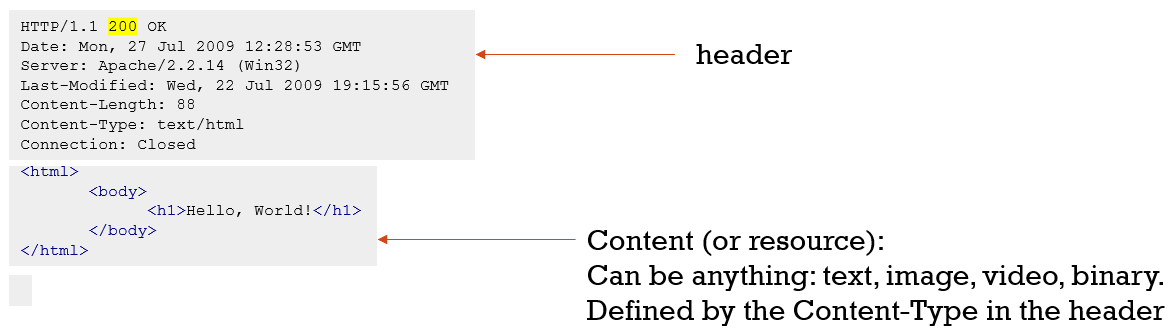 HTTP/1.1 200 OK
Date: Mon, 27 Jul 2009 12:28:53 GMT
Server: Apache/2.2.14 (Win32)
Last-Modified: Wed, 22 Jul 2009 19:15:56 GMT
Content-Length: 88
Content-Type: text/html
Connection: Closed
header
<html>
<body>
<h1>Hello, World!</h1>
</body>
</html>
Content (or resource):
Can be anything: text, image, video, binary.
Defined by the Content-Type in the header